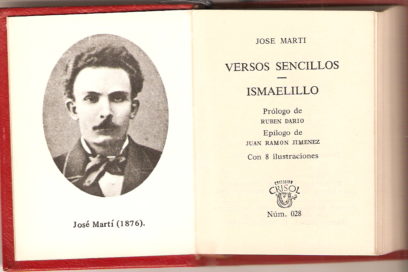 José Martí (1876).
JOSE MARTI
VERSOS SENCILLOS
—
ISMAELILLO
Prólogo de
RUBEN DARIO
Epílogo de
JUAN RAMON JIMENEZ
Con 8 ilustraciones
CRISOL
Núm. 028